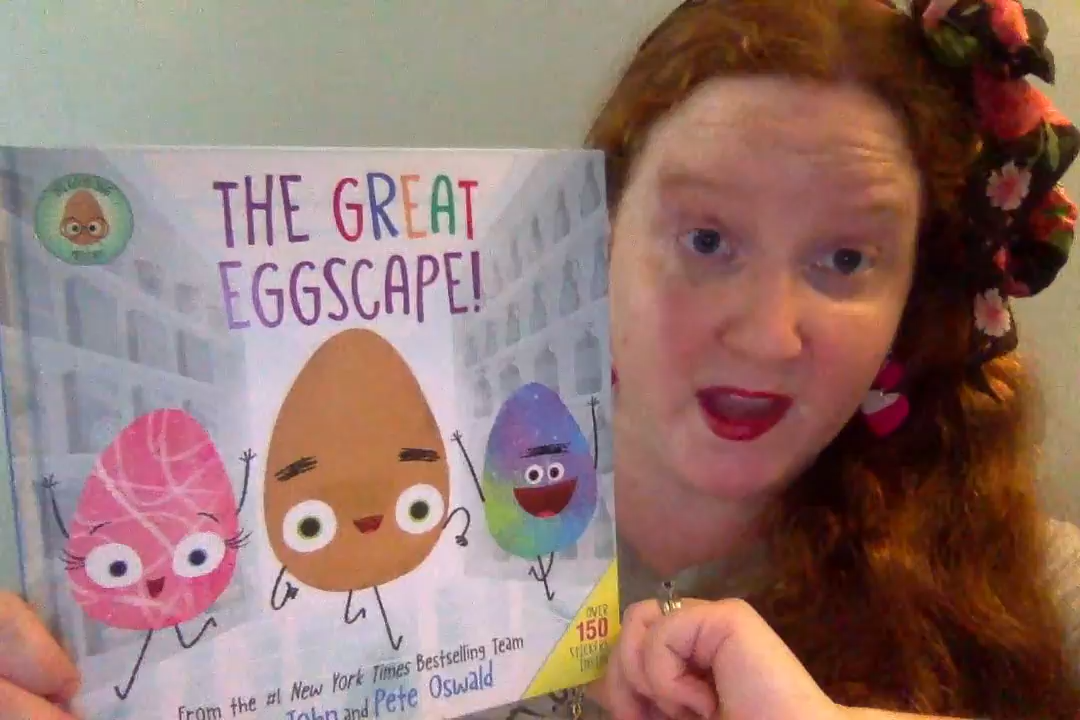 THE GREAT
EGGSCAPE!
OVER
150
STICKERS
From the #1 New York Times Bestselling Team
John and Pete Oswald